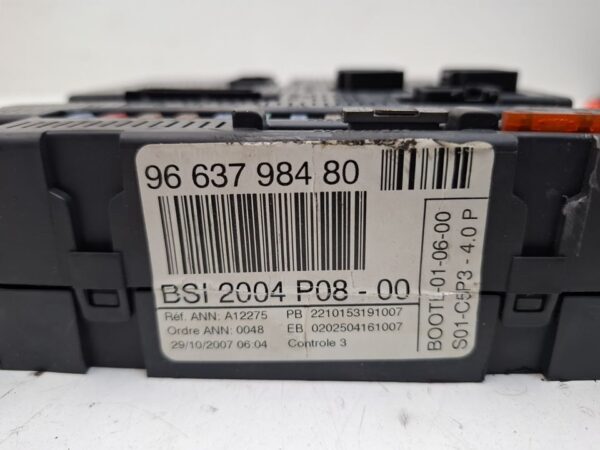 96 637 984 80
BSI 2004 P08 - 00
Réf. ANN: A12275 PB 2210153191007
Ordre ANN: 0048 EB 0202504161007
29/10/2007 06:04 Controle 3
BOOTL-01-06-00
S01-C5P3 - 4.0 P